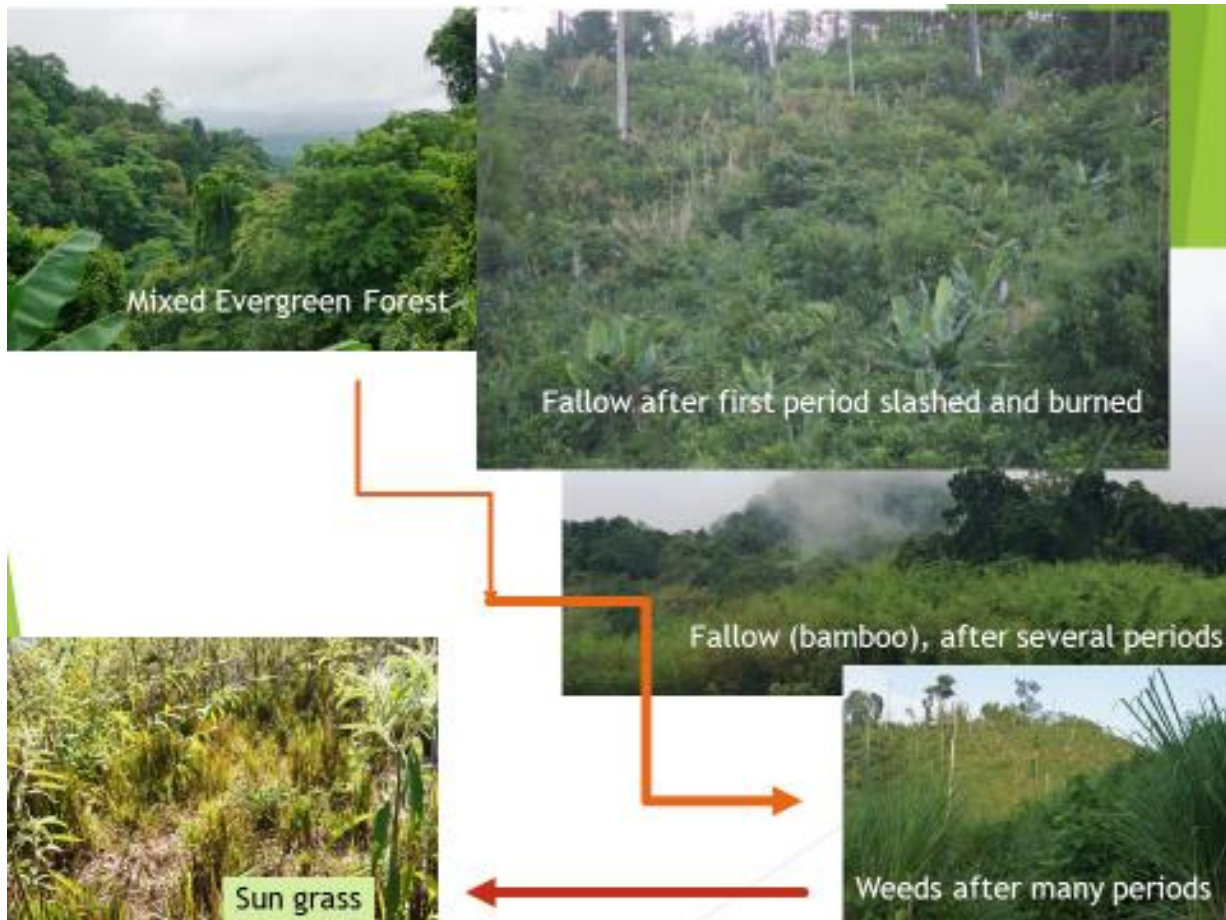 Mixed Evergreen Forest
Fallow after first period slashed and burned
Fallow (bamboo), after several periods
Weeds after many periods
Sun grass